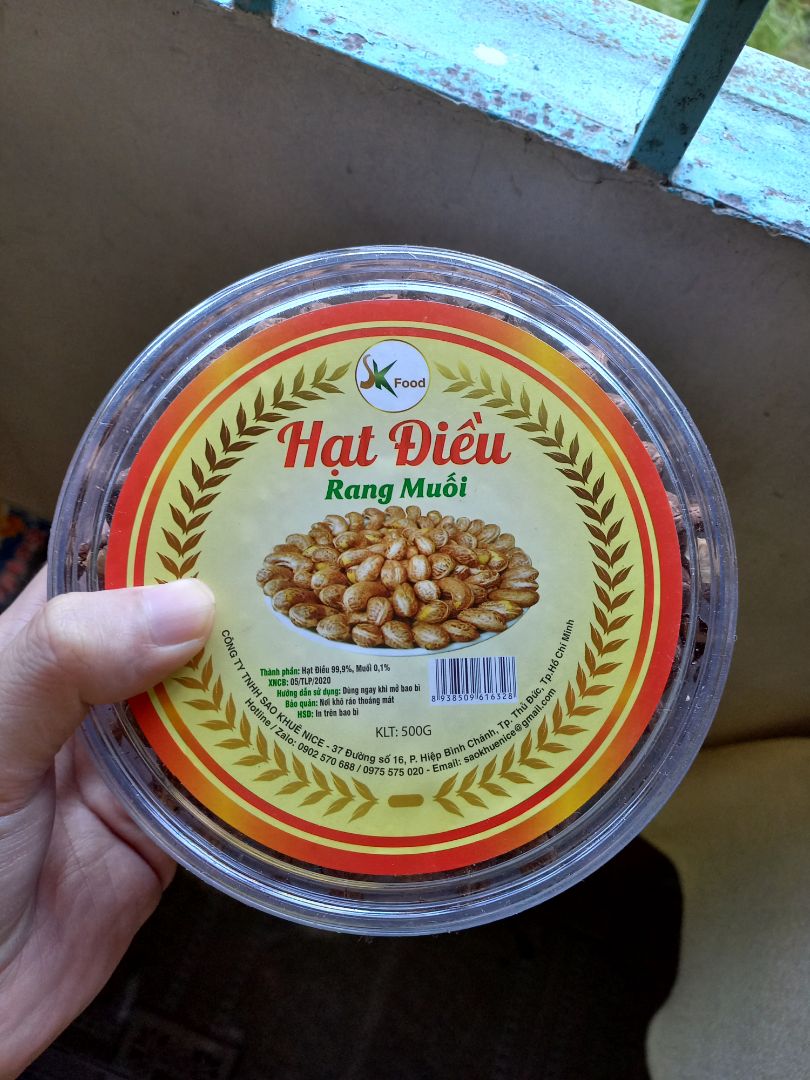 SK Food
Hạt Điều
Rang Muối
Thành phần: Hạt Điều 99,9%, Muối 0,1%
XNCB: 05/TLP/2020
Hướng dẫn sử dụng: Dùng ngay khi mở bao bì
Bảo quản: Nơi khô ráo thoáng mát
HSD: In trên bao bì
8938509616328
KLT: 500G
CÔNG TY TNHH SAO KHUÊ NICE - 37 Đường số 16, P. Hiệp Bình Chánh, Tp. Thủ Đức, Tp.Hồ Chí Minh
Hotline / Zalo: 0902 570 688 / 0975 575 020 - Email: saokhuenice@gmail.com